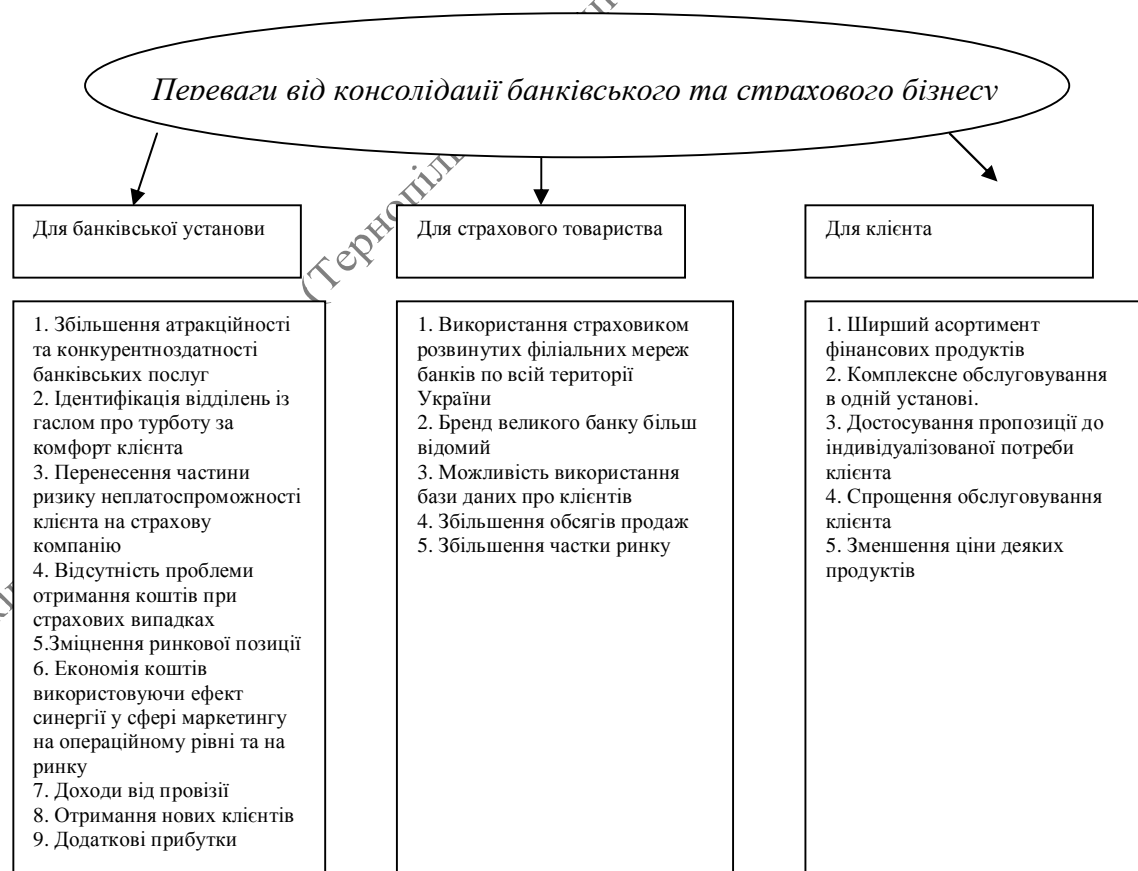 Переваги від консолідації банківського та страхового бізнесу
(Тернопіль
Для банківської установи
Для страхового товариства
Для клієнта
1. Збільшення атракційності
та конкурентноздатності
банківських послуг
2. Ідентифікація відділень із
гаслом про турботу за
комфорт клієнта
3. Перенесення частини
ризику неплатоспроможності
клієнта на страхову
компанію
4. Відсутність проблеми
отримання коштів при
страхових випадках
5.Зміцнення ринкової позиції
6. Економія коштів
використовуючи ефект
синергії у сфері маркетингу
на операційному рівні та на
ринку
7. Доходи від провізії
8. Отримання нових клієнтів
9. Додаткові прибутки
1. Використання страховиком
розвинутих філіальних мереж
банків по всій території
України
2. Бренд великого банку більш
відомий
3. Можливість використання
бази даних про клієнтів
4. Збільшення обсягів продаж
5. Збільшення частки ринку
1. Ширший асортимент
фінансових продуктів
2. Комплексне обслуговування
в одній установі.
3. Достосування пропозиції до
індивідуалізованої потреби
клієнта
4. Спрощення обслуговування
клієнта
5. Зменшення ціни деяких
продуктів